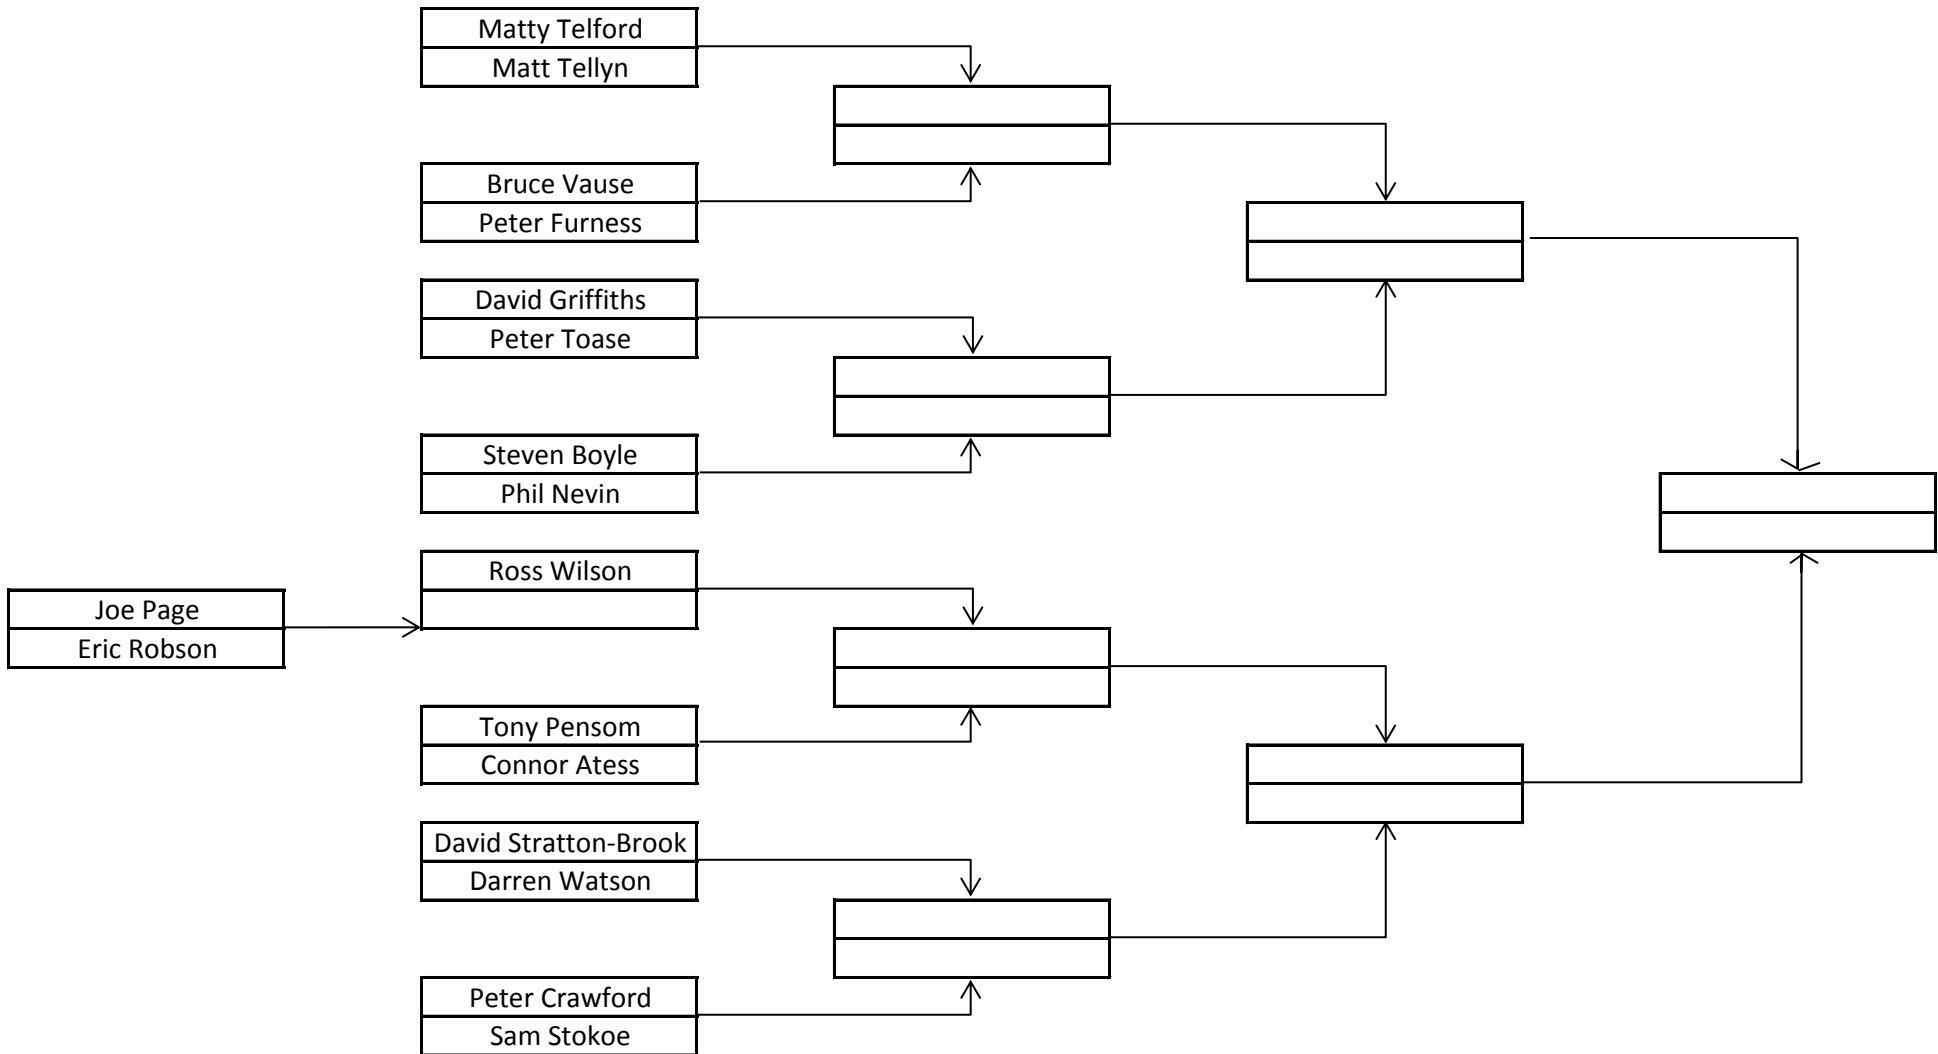 Matty Telford
Matt Tellyn
Bruce Vause
Peter Furness
David Griffiths
Peter Toase
Steven Boyle
Phil Nevin
Joe Page
Eric Robson
Ross Wilson
Tony Pensom
Connor Atess
David Stratton-Brook
Darren Watson
Peter Crawford
Sam Stokoe